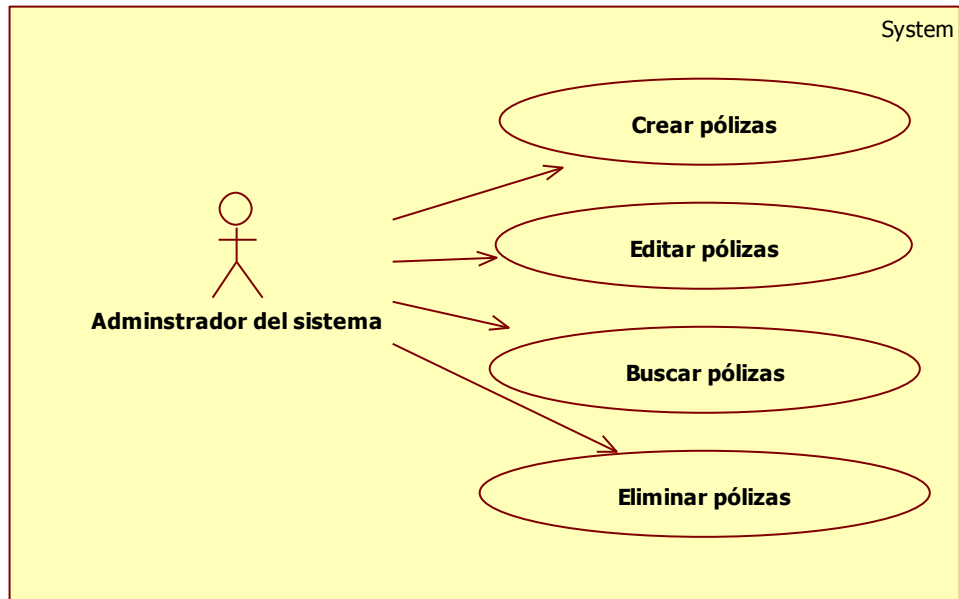 System
Crear pólizas
Editar pólizas
Adminstrador del sistema
Buscar pólizas
Eliminar pólizas